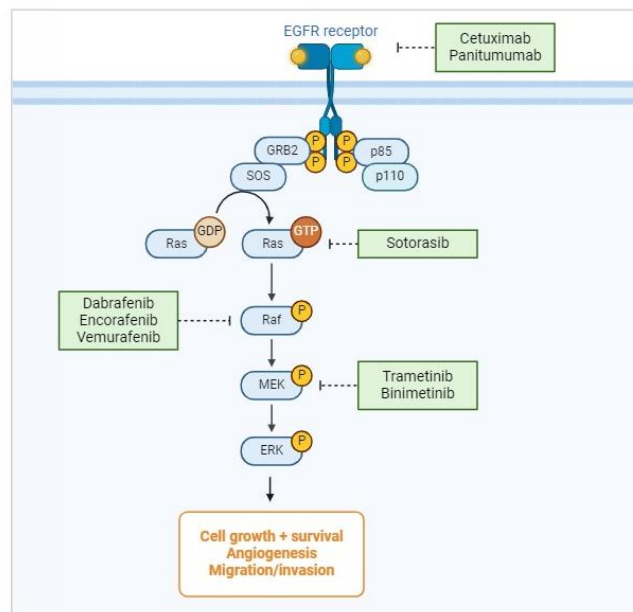 EGFR receptor
Cetuximab
Panitumumab
P
P
P
P
GRB2
SOS
p85
p110
Ras
GDP
Ras
GTP
Sotorasib
Dabrafenib
Encorafenib
Vemurafenib
Raf
P
MEK
P
Trametinib
Binimetinib
ERK
P
Cell growth + survival
Angiogenesis
Migration/invasion